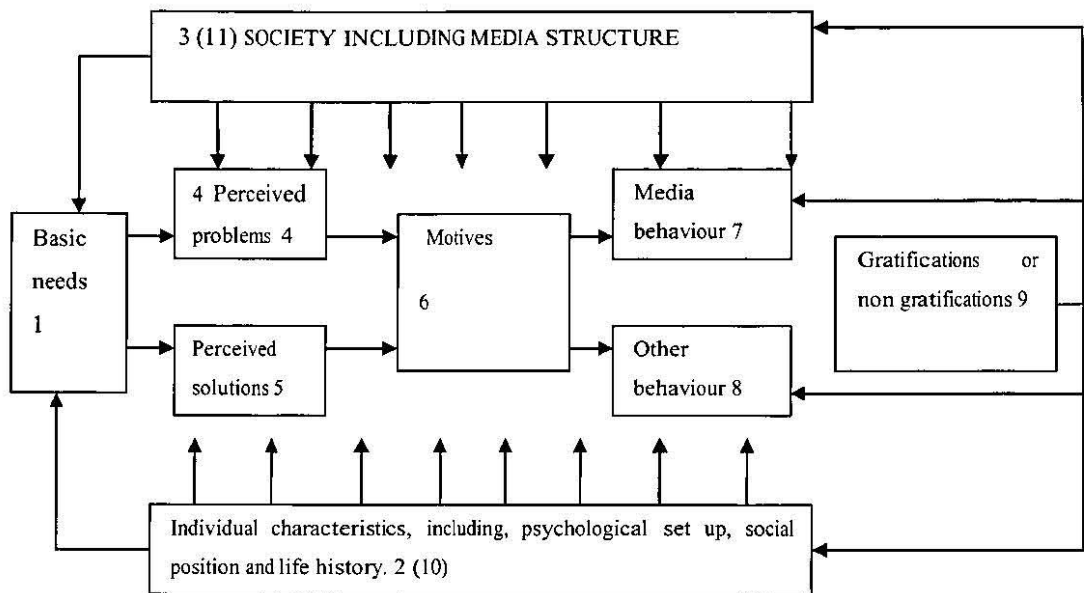 3 (11) SOCIETY INCLUDING MEDIA STRUCTURE
4 Perceived
problems 4
Media
behaviour 7
Basic
needs
1
Motives
6
Gratifications or
non gratifications 9
Perceived
solutions 5
Other
behaviour 8
Individual characteristics, including, psychological set up, social
position and life history. 2 (10)